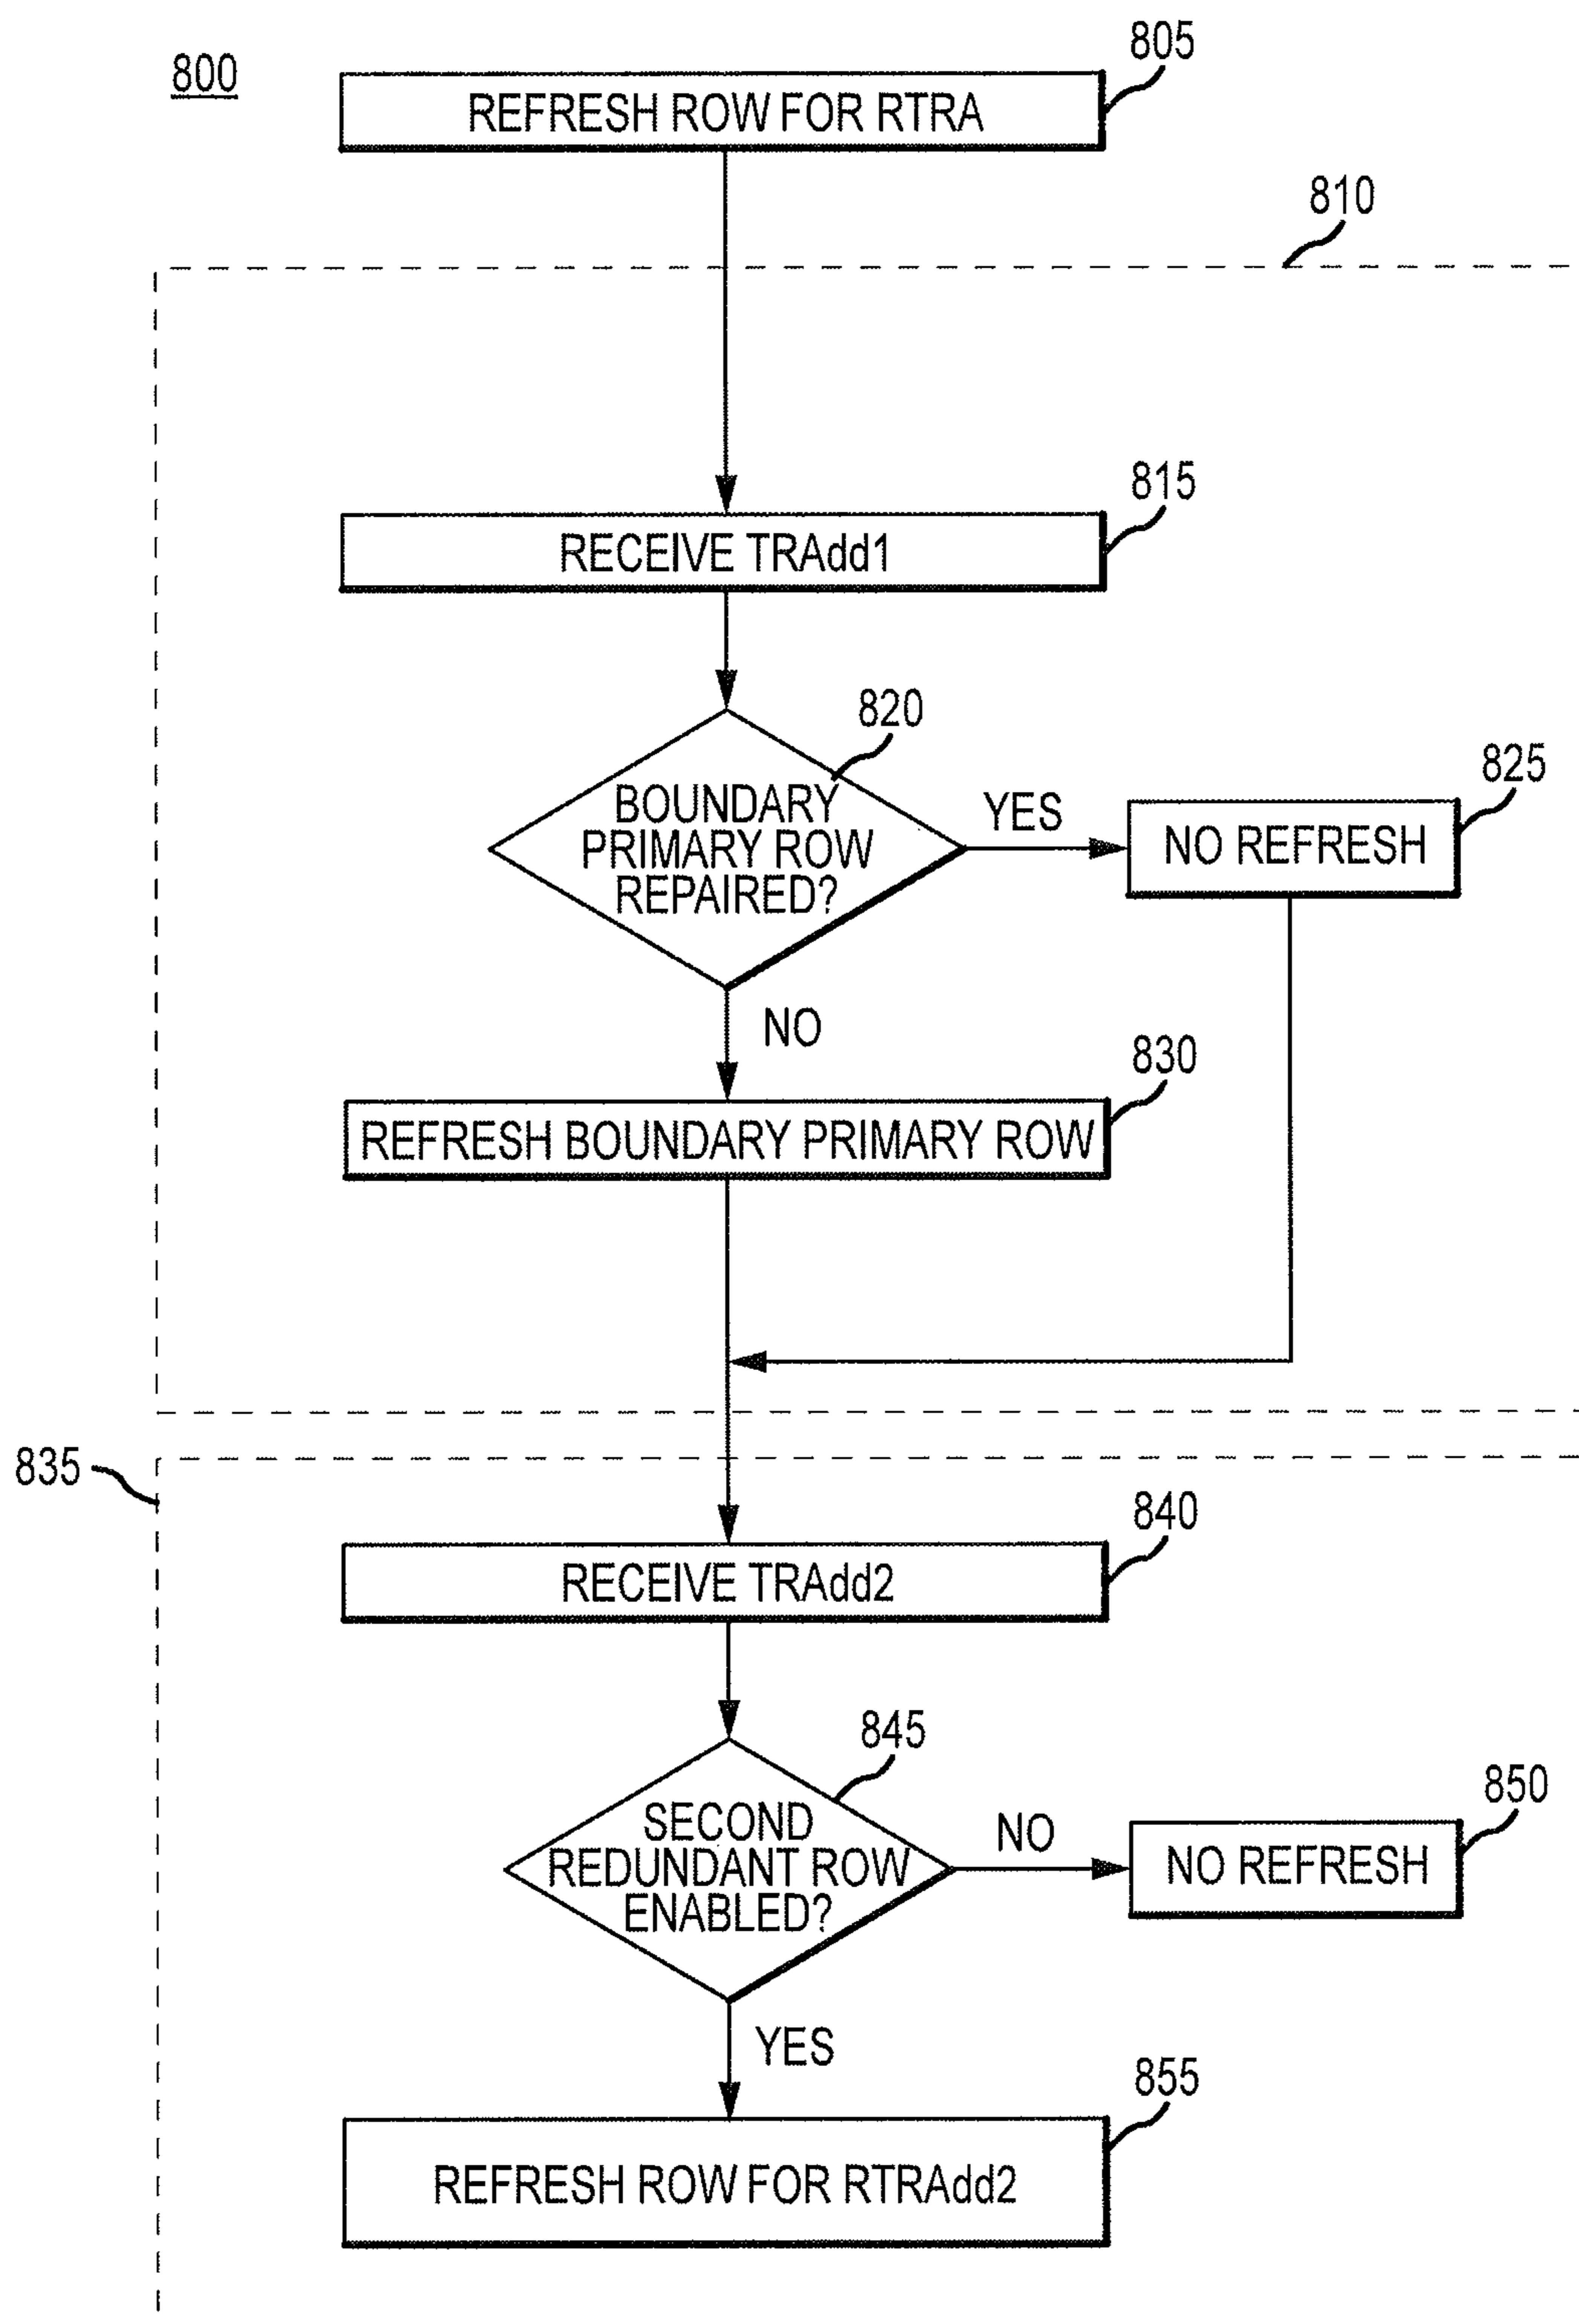 800
805
REFRESH ROW FOR RTRA
810
815
RECEIVE TRAdd1
820
BOUNDARY
PRIMARY ROW
REPAIRED?
YES
825
NO REFRESH
NO
830
REFRESH BOUNDARY PRIMARY ROW
835
840
RECEIVE TRAdd2
845
SECOND
REDUNDANT ROW
ENABLED?
NO
850
NO REFRESH
YES
855
REFRESH ROW FOR RTRAdd2